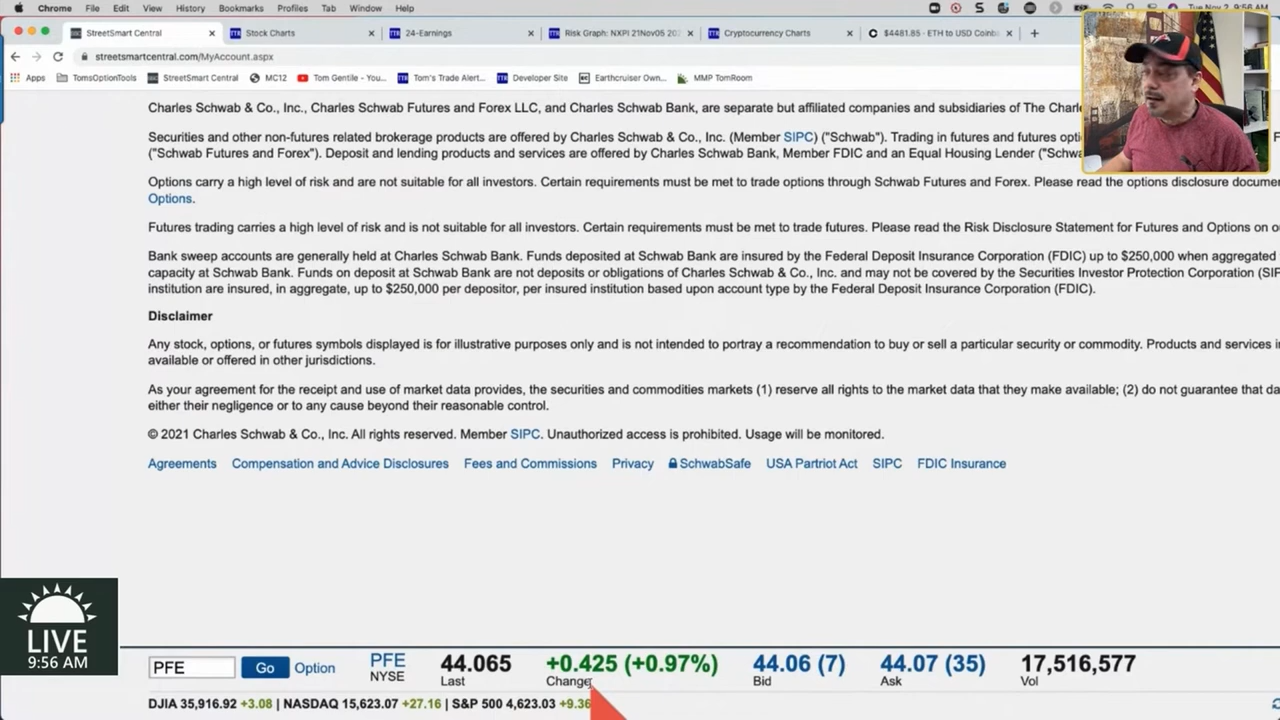 Chrome File Edit View History Bookmarks Profiles Tab Window Help Tue Nov 2 9:56 AM
StreetSmart Central Stock Charts 24-Earnings Risk Graph: NXPI 21Nov05 20 Cryptocurrency Charts $4481.85 - ETH to USD Coinb
streetsmartcentral.com/MyAccount.aspx
Apps TomsOptionTools StreetSmart Central MC12 Tom Gentile - You... Tom's Trade Alert... Developer Site Earthcruiser Own... MMP TomRoom
Charles Schwab & Co., Inc., Charles Schwab Futures and Forex LLC, and Charles Schwab Bank, are separate but affiliated companies and subsidiaries of The Charl
Securities and other non-futures related brokerage products are offered by Charles Schwab & Co., Inc. (Member SIPC) ("Schwab"). Trading in futures and futures opti
("Schwab Futures and Forex"). Deposit and lending products and services are offered by Charles Schwab Bank, Member FDIC and an Equal Housing Lender ("Schwa
Options carry a high level of risk and are not suitable for all investors. Certain requirements must be met to trade options through Schwab Futures and Forex. Please read the options disclosure documen
Options.
Futures trading carries a high level of risk and is not suitable for all investors. Certain requirements must be met to trade futures. Please read the Risk Disclosure Statement for Futures and Options on o
Bank sweep accounts are generally held at Charles Schwab Bank. Funds deposited at Schwab Bank are insured by the Federal Deposit Insurance Corporation (FDIC) up to $250,000 when aggregated
capacity at Schwab Bank. Funds on deposit at Schwab Bank are not deposits or obligations of Charles Schwab & Co., Inc. and may not be covered by the Securities Investor Protection Corporation (SIP
institution are insured, in aggregate, up to $250,000 per depositor, per insured institution based upon account type by the Federal Deposit Insurance Corporation (FDIC).
Disclaimer
Any stock, options, or futures symbols displayed is for illustrative purposes only and is not intended to portray a recommendation to buy or sell a particular security or commodity. Products and services i
available or offered in other jurisdictions.
As your agreement for the receipt and use of market data provides, the securities and commodities markets (1) reserve all rights to the market data that they make available; (2) do not guarantee that da
either their negligence or to any cause beyond their reasonable control.
© 2021 Charles Schwab & Co., Inc. All rights reserved. Member SIPC. Unauthorized access is prohibited. Usage will be monitored.
Agreements Compensation and Advice Disclosures Fees and Commissions Privacy SchwabSafe USA Partriot Act SIPC FDIC Insurance
LIVE
9:56 AM
PFE Go Option PFE 44.065 +0.425 (+0.97%) 44.06 (7) 44.07 (35) 17,516,577
NYSE Last Change Bid Ask Vol
DJIA 35,916.92 +3.08 | NASDAQ 15,623.07 +27.16 | S&P 500 4,623.03 +9.36